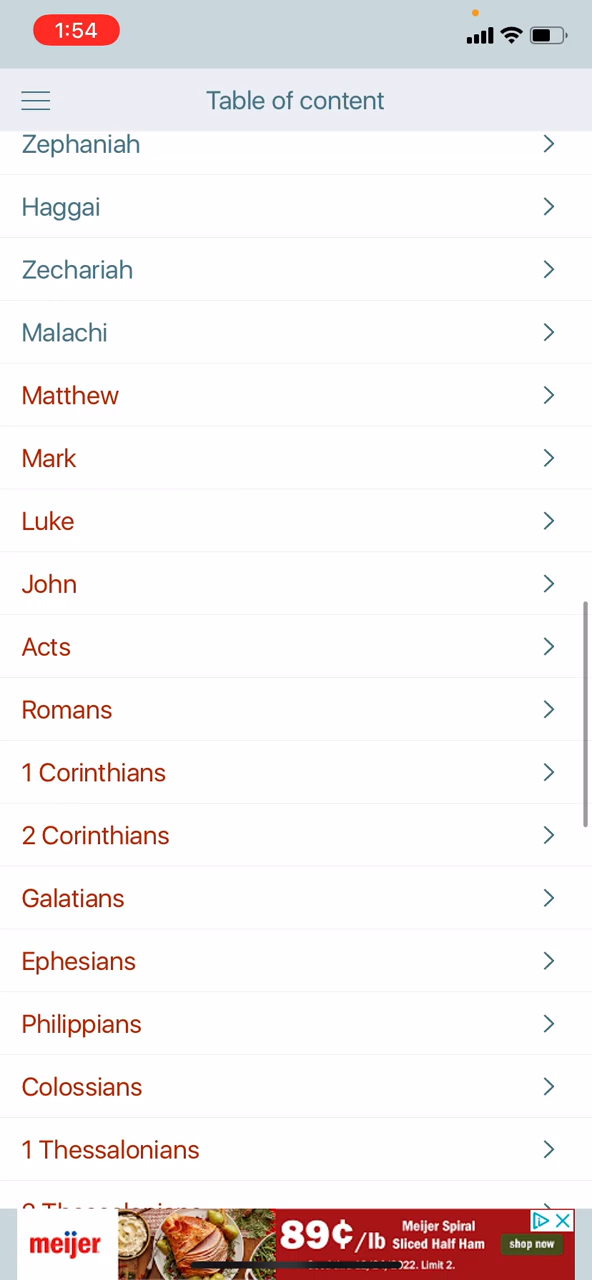 1:54
Table of content
Zephaniah
Haggai
Zechariah
Malachi
Matthew
Mark
Luke
John
Acts
Romans
1 Corinthians
2 Corinthians
Galatians
Ephesians
Philippians
Colossians
1 Thessalonians
meijer
89¢/lb
Meijer Spiral
Sliced Half Ham
shop now
Limit 2.